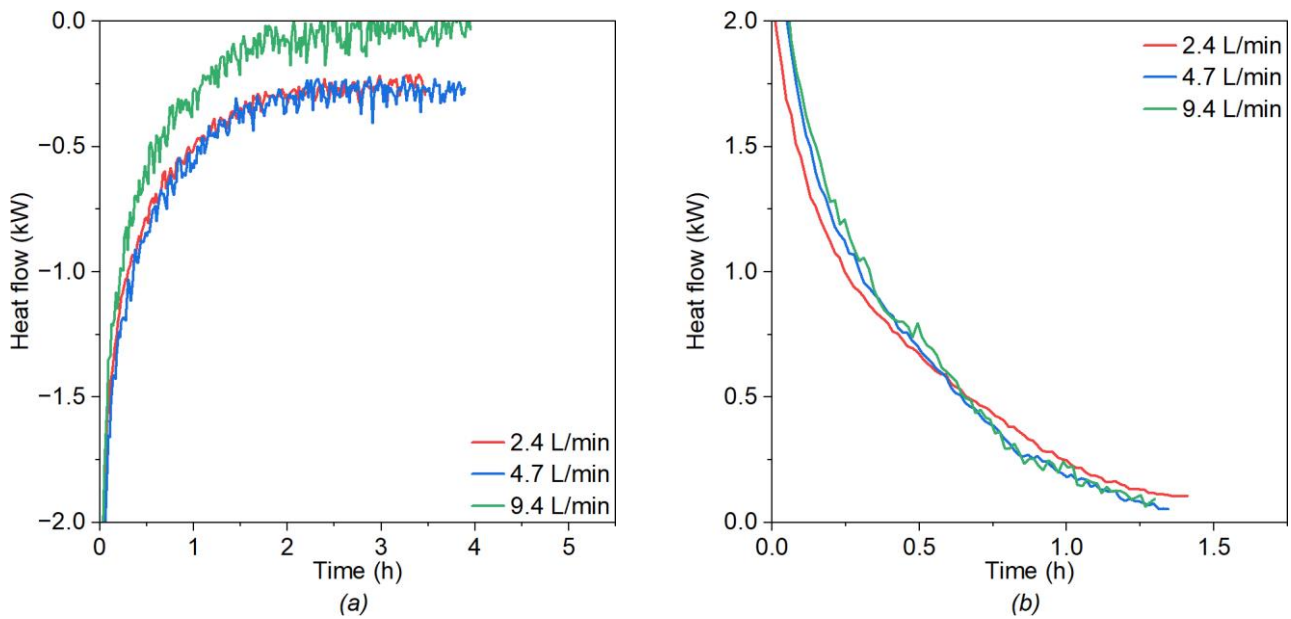 0.0
−0.5
−1.0
−1.5
−2.0
Heat flow (kW)
0
1
2
3
4
5
Time (h)
2.4 L/min
4.7 L/min
9.4 L/min
(a)
2.0
1.5
1.0
0.5
0.0
Heat flow (kW)
0.0
0.5
1.0
1.5
Time (h)
2.4 L/min
4.7 L/min
9.4 L/min
(b)